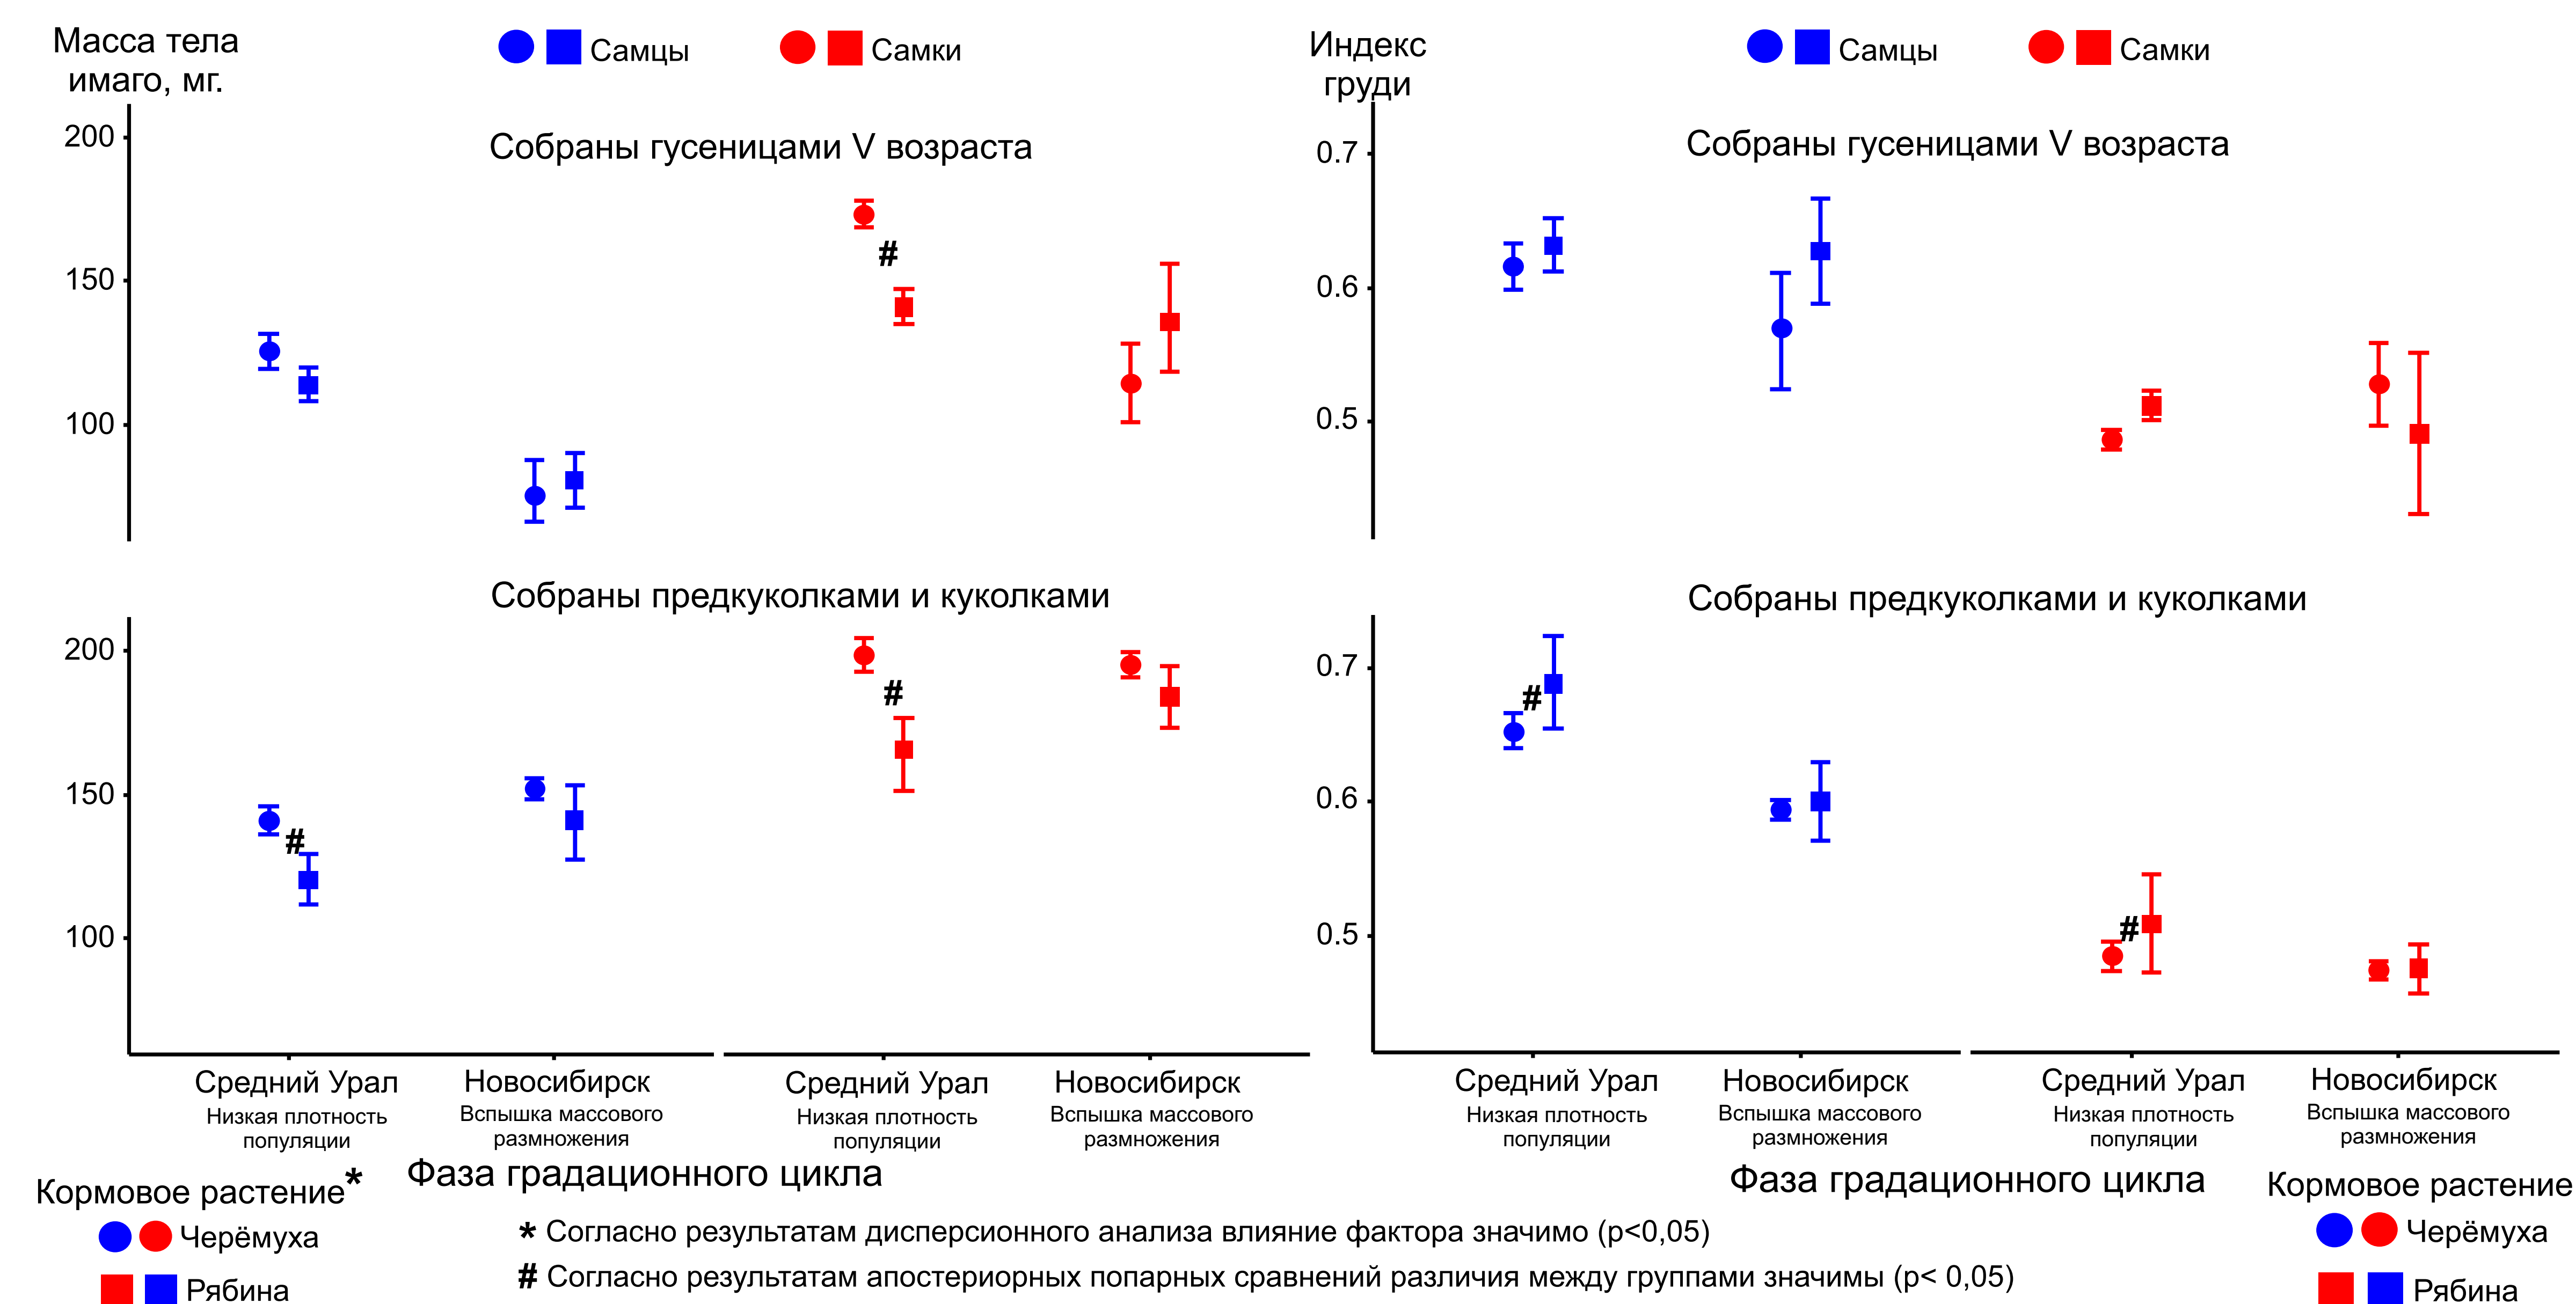 Масса тела
имаго, мг.
Самцы
Самки
Собраны гусеницами V возраста
200
150
#
100
Собраны предкуколками и куколками
200
#
150
#
100
Средний Урал
Низкая плотность
популяции
Новосибирск
Вспышка массового
размножения
Средний Урал
Низкая плотность
популяции
Новосибирск
Вспышка массового
размножения
Фаза градационного цикла
Кормовое растение*
Черёмуха
Рябина
Индекс
груди
Самцы
Самки
Собраны гусеницами V возраста
0.7
0.6
0.5
Собраны предкуколками и куколками
0.7
#
0.6
0.5
#
Средний Урал
Низкая плотность
популяции
Новосибирск
Вспышка массового
размножения
Средний Урал
Низкая плотность
популяции
Новосибирск
Вспышка массового
размножения
Фаза градационного цикла
Кормовое растение
Черёмуха
Рябина
* Согласно результатам дисперсионного анализа влияние фактора значимо (p<0,05)
# Согласно результатам апостериорных попарных сравнений различия между группами значимы (p< 0,05)